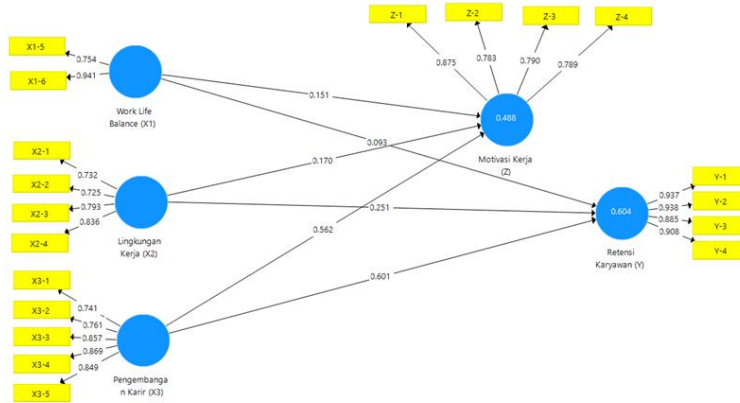 Z-1
Z-2
Z-3
Z-4
0.875
0.783
0.790
0.789
X1-5
X1-6
0.754
0.941
Work Life
Balance (X1)
0.151
0.093
0.488
Motivasi Kerja
(Z)
X2-1
X2-2
X2-3
X2-4
0.732
0.725
0.793
0.836
Lingkungan
Kerja (X2)
0.170
0.251
0.604
Retensi
Karyawan (Y)
Y-1
Y-2
Y-3
Y-4
0.937
0.938
0.885
0.908
X3-1
X3-2
X3-3
X3-4
X3-5
0.741
0.761
0.857
0.869
0.849
Pengembanga
n Karir (X3)
0.562
0.601